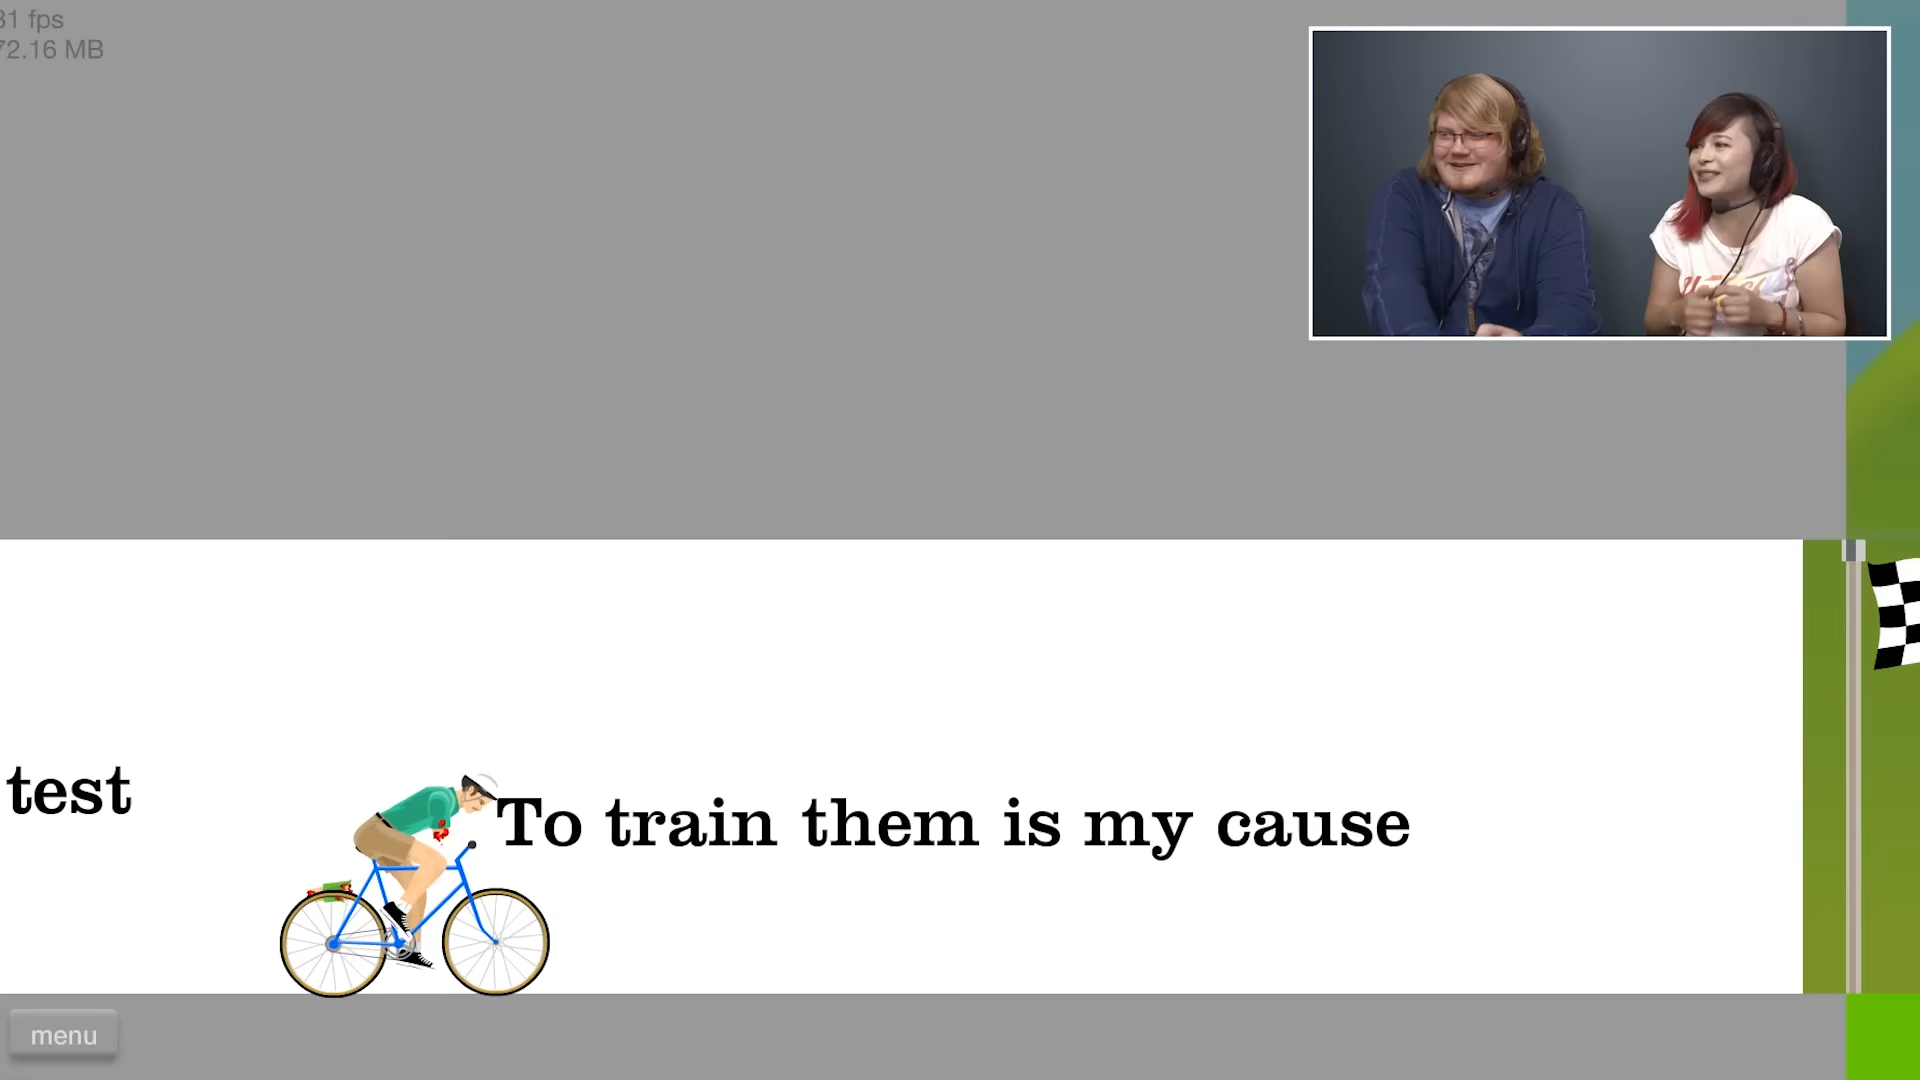 31 fps
72.16 MB
test
To train them is my cause
menu